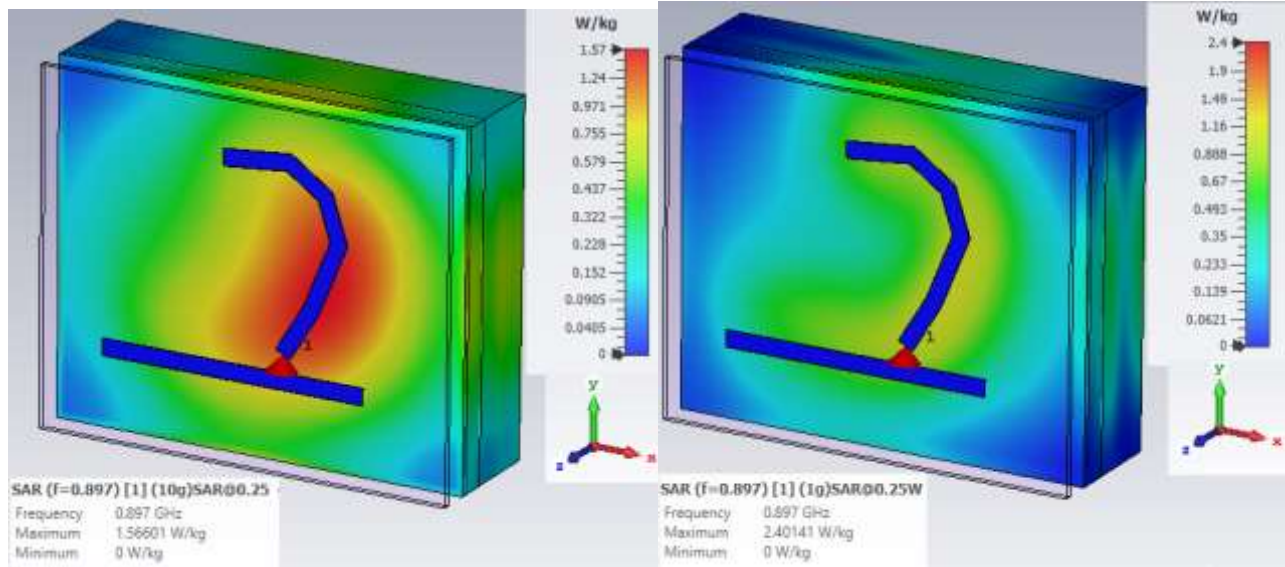 W/kg
1.57
1.24
0.971
0.755
0.579
0.437
0.322
0.228
0.152
0.0905
0.0405
0
1
y
z
x
SAR (f=0.897) [1] (10g)SAR@0.25
Frequency 0.897 GHz
Maximum 1.56601 W/kg
Minimum 0 W/kg
W/kg
2.4
1.9
1.48
1.16
0.888
0.67
0.493
0.35
0.233
0.139
0.0621
0
1
y
z
x
SAR (f=0.897) [1] (1g)SAR@0.25W
Frequency 0.897 GHz
Maximum 2.40141 W/kg
Minimum 0 W/kg